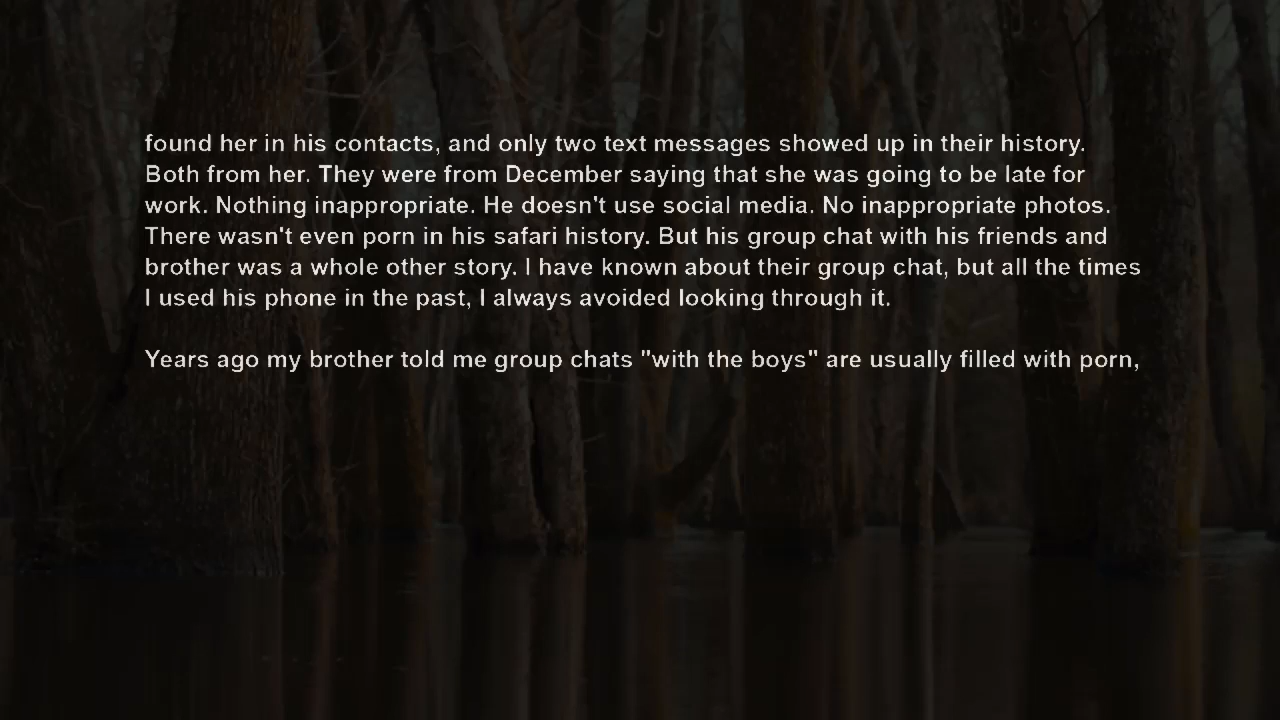 found her in his contacts, and only two text messages showed up in their history.
Both from her. They were from December saying that she was going to be late for
work. Nothing inappropriate. He doesn't use social media. No inappropriate photos.
There wasn't even porn in his safari history. But his group chat with his friends and
brother was a whole other story. I have known about their group chat, but all the times
I used his phone in the past, I always avoided looking through it.
Years ago my brother told me group chats "with the boys" are usually filled with porn,